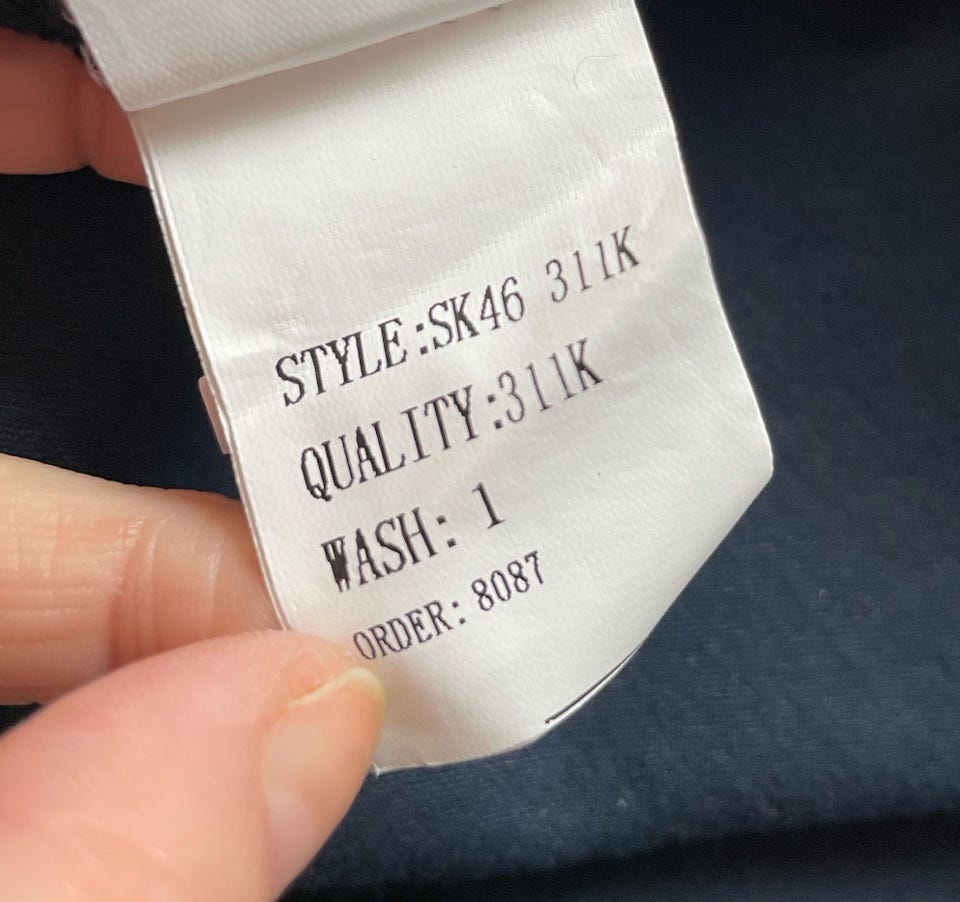 STYLE:SK46 311K
QUALITY:311K
WASH: 1
ORDER: 8087